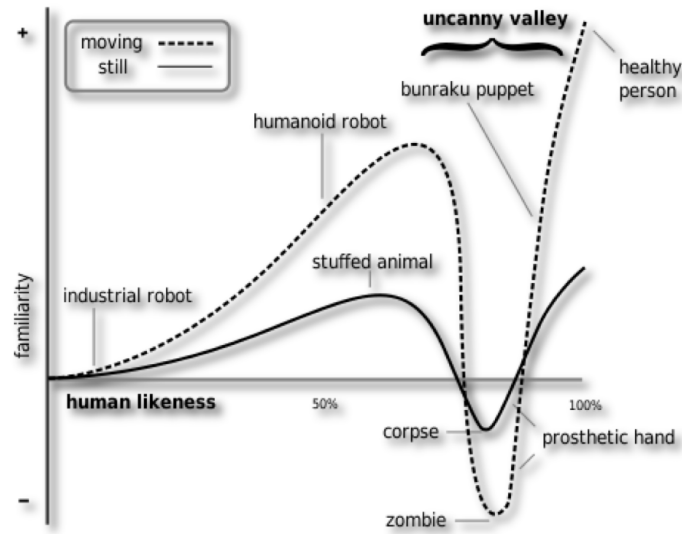 +
uncanny valley
moving
still
healthy
person
bunraku puppet
humanoid robot
stuffed animal
industrial robot
familiarity
human likeness
50%
100%
corpse
prosthetic hand
–
zombie